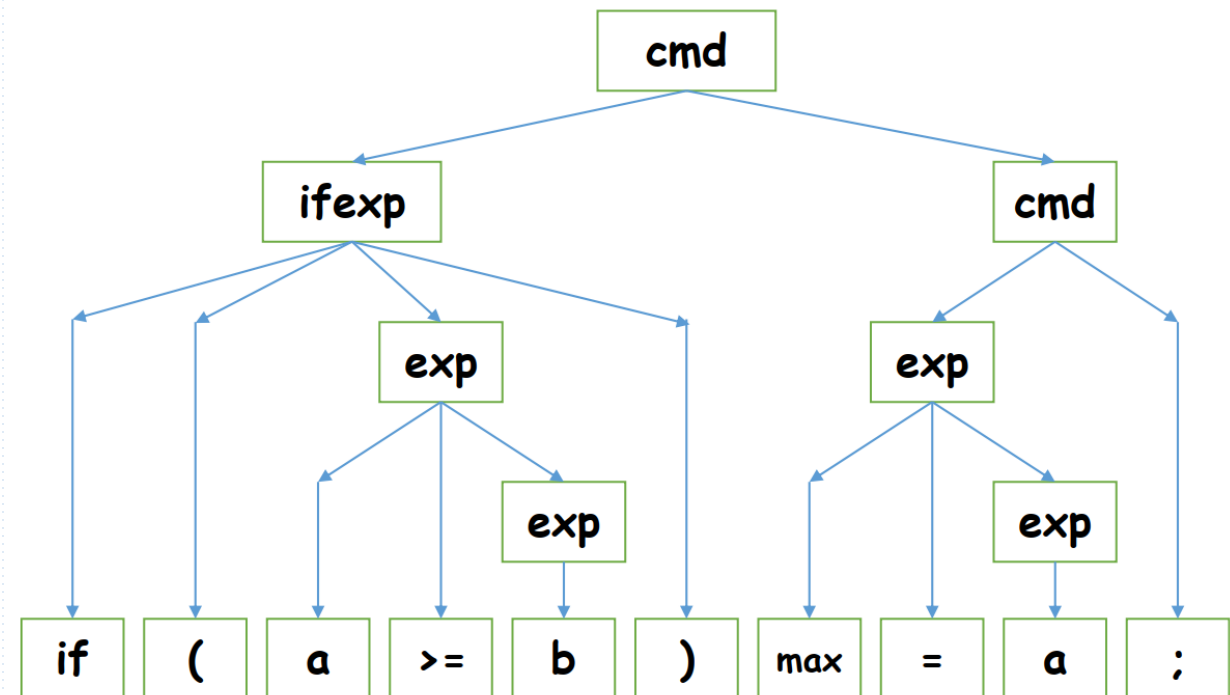 cmd
ifexp cmd
exp exp
exp exp
if ( a >= b ) max = a ;